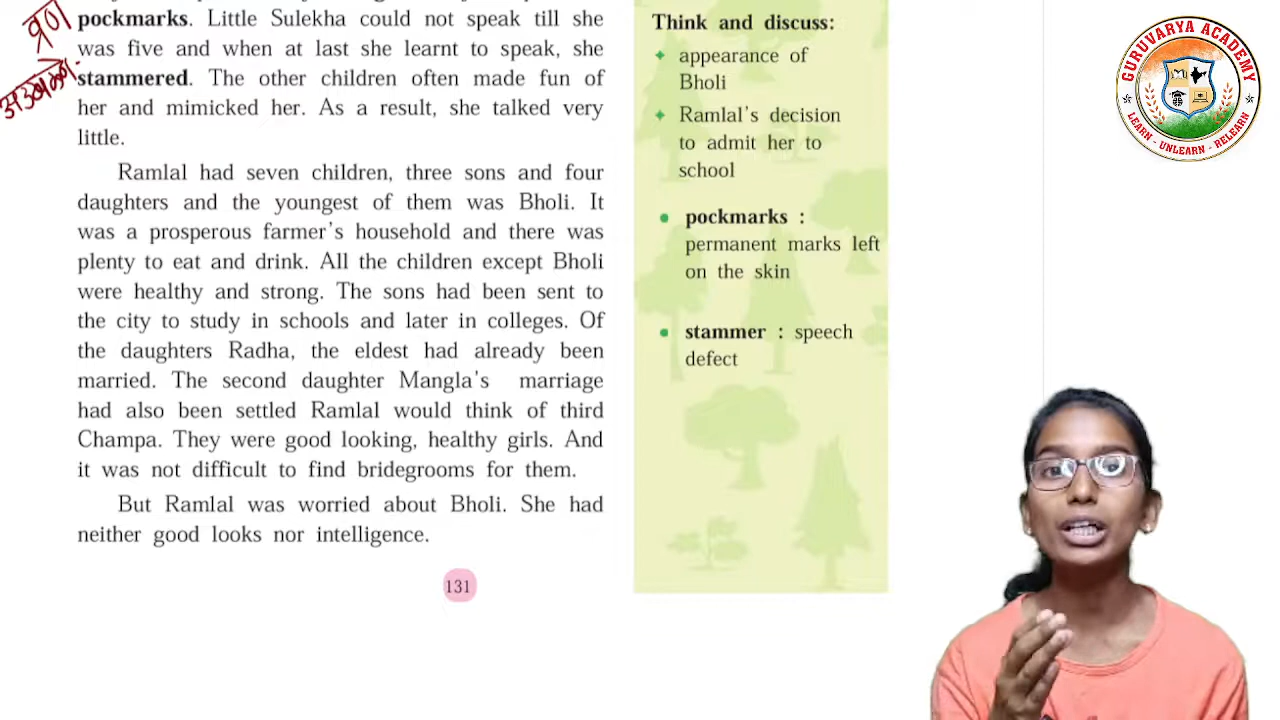 pockmarks. Little Sulekha could not speak till she
was five and when at last she learnt to speak, she
stammered. The other children often made fun of
her and mimicked her. As a result, she talked very
little.
Ramlal had seven children, three sons and four
daughters and the youngest of them was Bholi. It
was a prosperous farmer's household and there was
plenty to eat and drink. All the children except Bholi
were healthy and strong. The sons had been sent to
the city to study in schools and later in colleges. Of
the daughters Radha, the eldest had already been
married. The second daughter Mangla's marriage
had also been settled Ramlal would think of third
Champa. They were good looking, healthy girls. And
it was not difficult to find bridegrooms for them.
But Ramlal was worried about Bholi. She had
neither good looks nor intelligence.
131
Think and discuss:
appearance of
Bholi
Ramlal's decision
to admit her to
school
pockmarks :
permanent marks left
on the skin
stammer : speech
defect
GURUVARYA ACADEMY
LEARN - UNLEARN - RELEARN